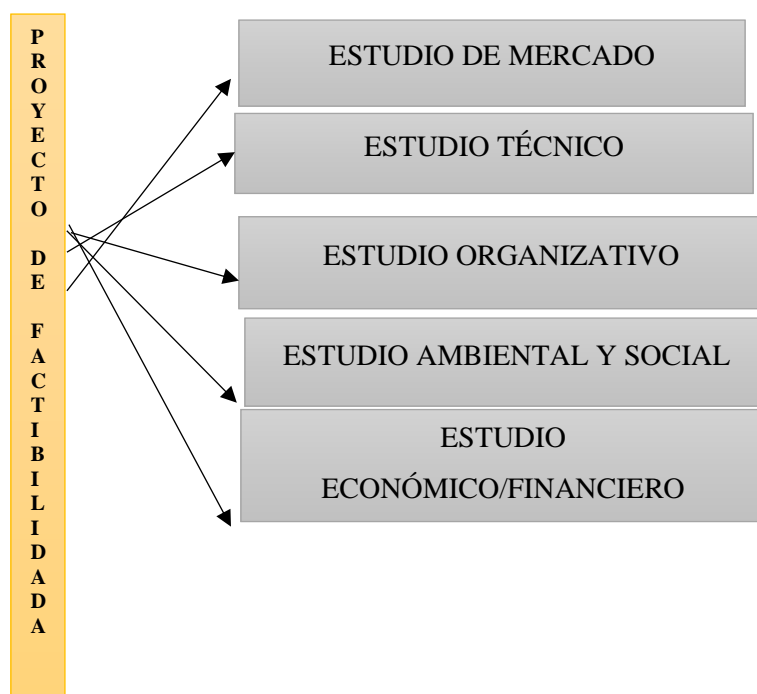 PROYECTO DE FACTIBILIDADA
ESTUDIO DE MERCADO
ESTUDIO TÉCNICO
ESTUDIO ORGANIZATIVO
ESTUDIO AMBIENTAL Y SOCIAL
ESTUDIO
ECONÓMICO/FINANCIERO